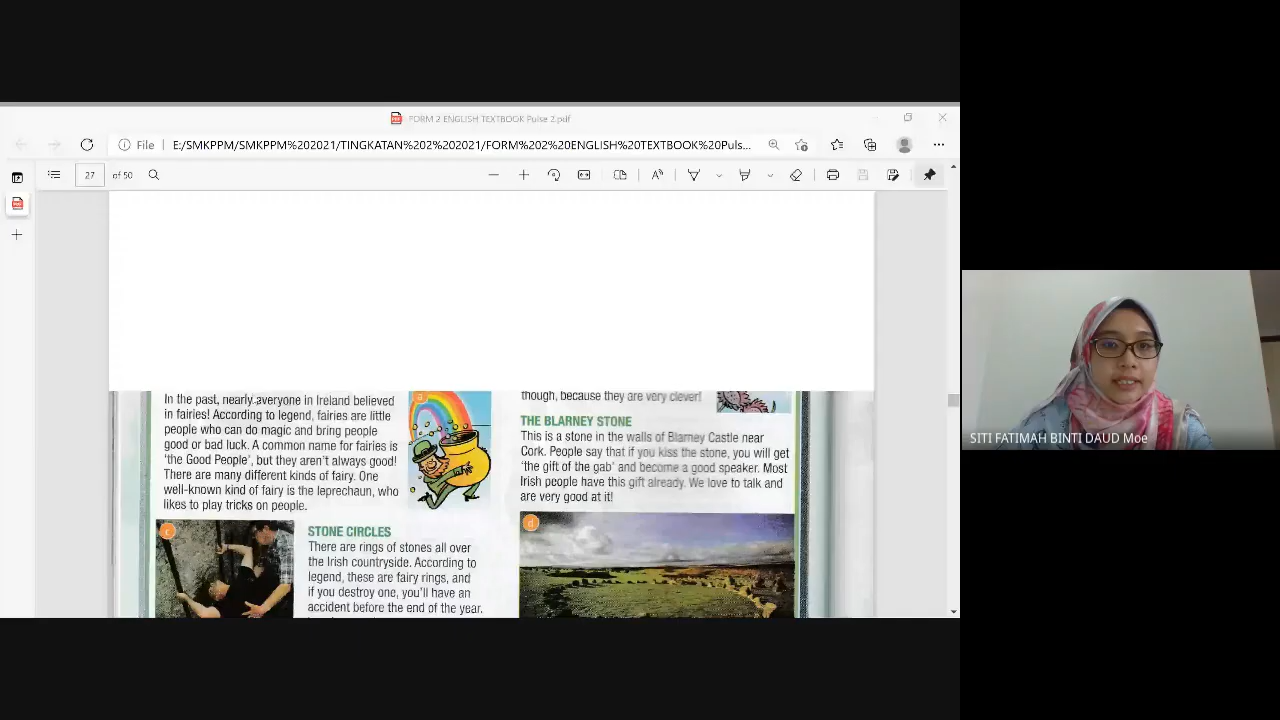 FORM 2 ENGLISH TEXTBOOK Pulse 2.pdf
File
E:/SMKPPM/SMKPPM%202021/TINGKATAN%202%202021/FORM%202%20ENGLISH%20TEXTBOOK%20Puls...
27 of 50
In the past, nearly everyone in Ireland believed
in fairies! According to legend, fairies are little
people who can do magic and bring people
good or bad luck. A common name for fairies is
'the Good People', but they aren't always good!
There are many different kinds of fairy. One
well-known kind of fairy is the leprechaun, who
likes to play tricks on people.
a
c
STONE CIRCLES
There are rings of stones all over
the Irish countryside. According to
legend, these are fairy rings, and
if you destroy one, you'll have an
accident before the end of the year.
though, because they are very clever!
THE BLARNEY STONE
This is a stone in the walls of Blarney Castle near
Cork. People say that if you kiss the stone, you will get
'the gift of the gab' and become a good speaker. Most
Irish people have this gift already. We love to talk and
are very good at it!
d
SITI FATIMAH BINTI DAUD Moe